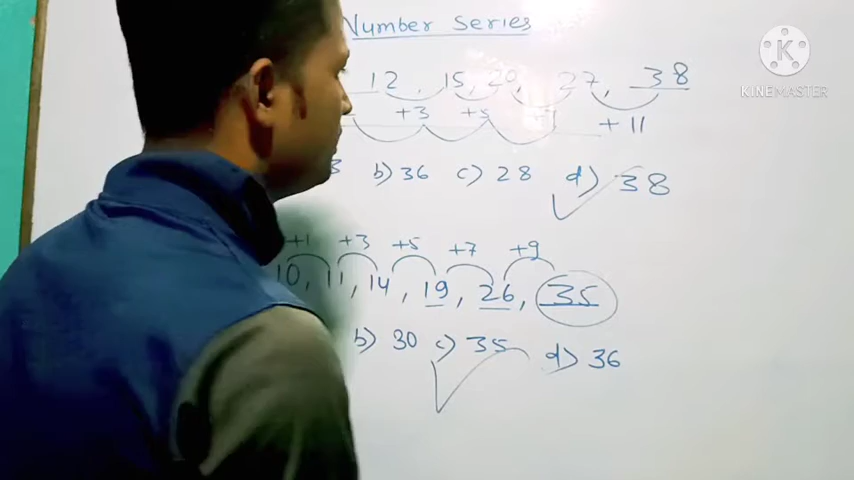 Number Series
12, 15, 20, 27, 38
+3 +5 +11
3 b) 36 c) 28 d) 38
+1 +3 +5 +7 +9
10, 11, 14, 19, 26, 35
b) 30 c) 35 d) 36
K
KINEMASTER